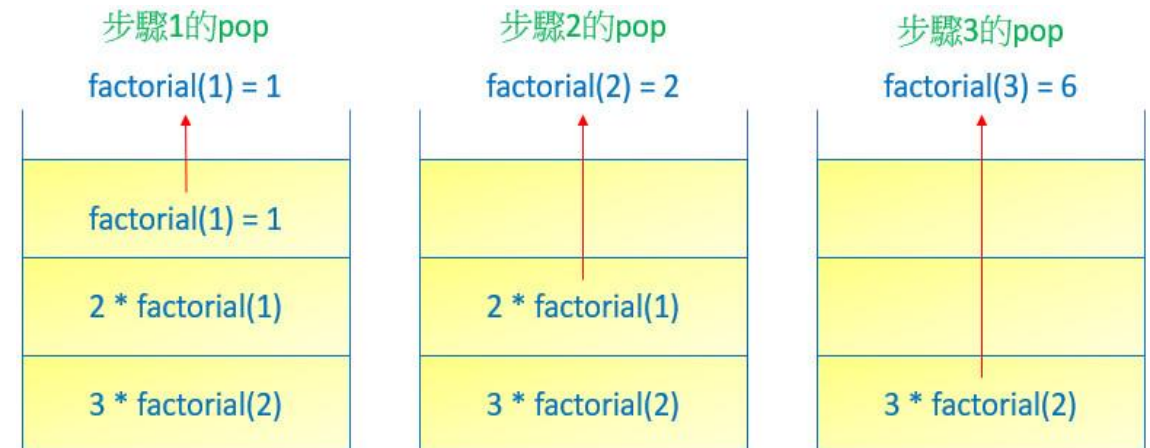 步驟1的pop
factorial(1) = 1
factorial(1) = 1
2 * factorial(1)
3 * factorial(2)
步驟2的pop
factorial(2) = 2
2 * factorial(1)
3 * factorial(2)
步驟3的pop
factorial(3) = 6
3 * factorial(2)